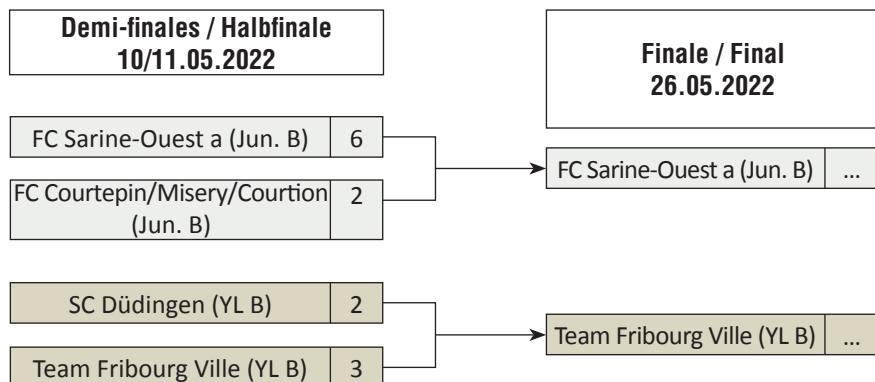 Demi-finales / Halbfinale
10/11.05.2022
Finale / Final
26.05.2022
FC Sarine-Ouest a (Jun. B) 6
FC Courtepin/Misery/Courtion 2
(Jun. B)
FC Sarine-Ouest a (Jun. B) ...
SC Düdingen (YL B) 2
Team Fribourg Ville (YL B) 3
Team Fribourg Ville (YL B) ...